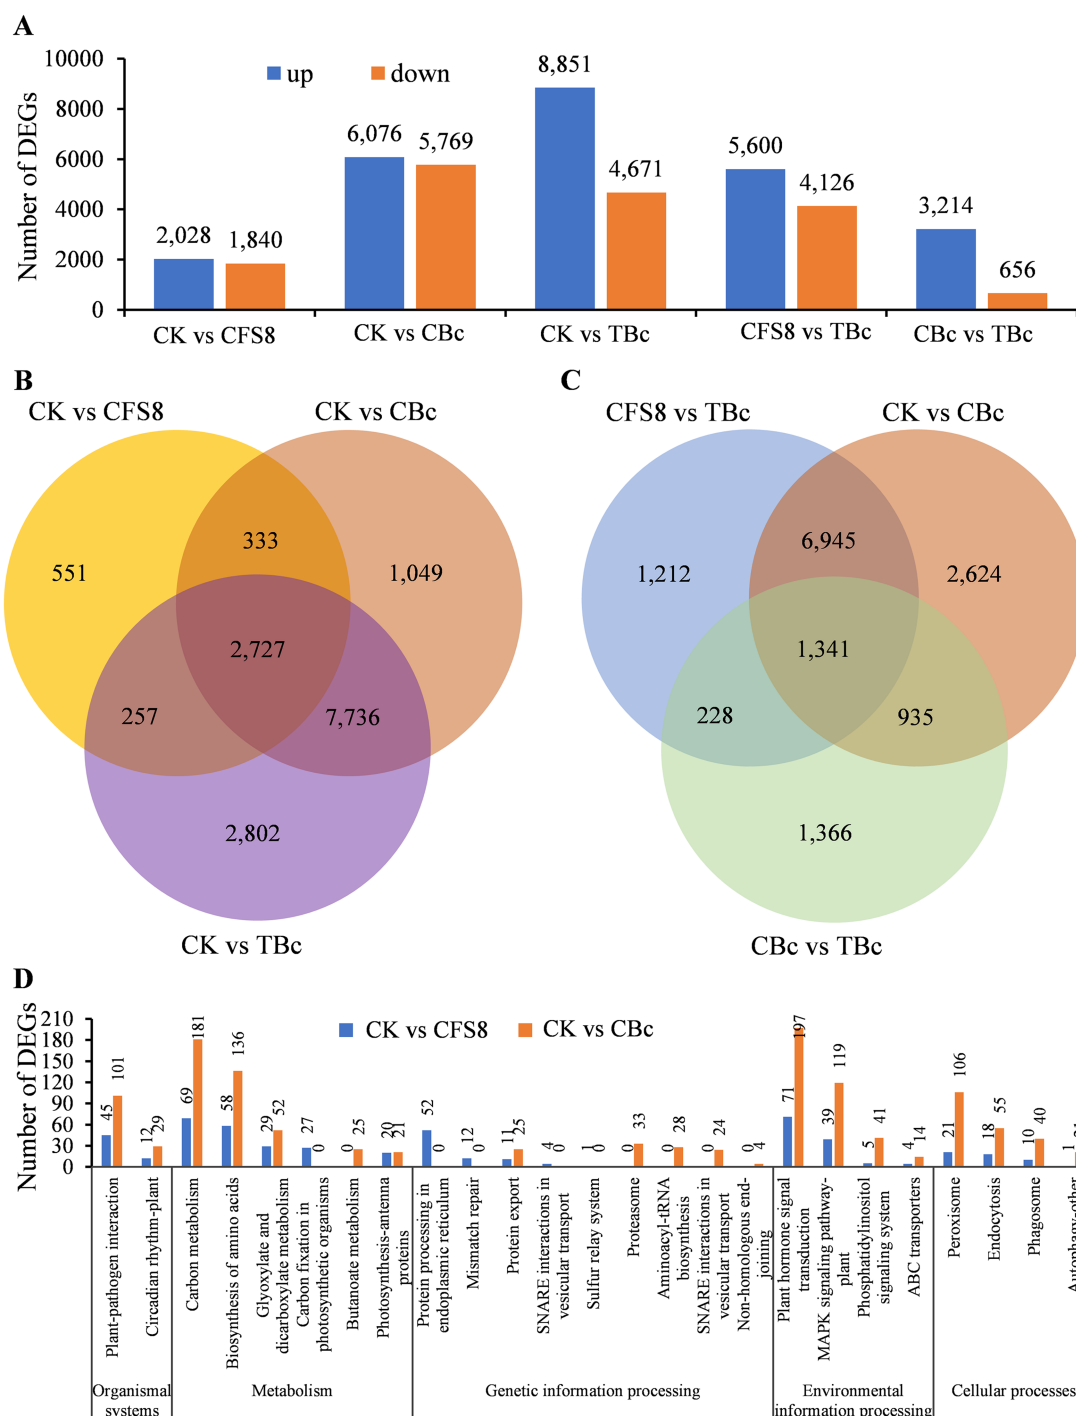 A
Number of DEGs
10000
8000
6000
4000
2000
0
up
down
2,028
1,840
6,076
5,769
8,851
4,671
5,600
4,126
3,214
656
CK vs CFS8
CK vs CBc
CK vs TBc
CFS8 vs TBc
CBc vs TBc
B
CK vs CFS8
CK vs CBc
333
551
1,049
2,727
257
7,736
2,802
CK vs TBc
C
CFS8 vs TBc
CK vs CBc
6,945
1,212
2,624
1,341
228
935
1,366
CBc vs TBc
D
Number of DEGs
210
180
150
120
90
60
30
0
CK vs CFS8
CK vs CBc
45
101
12
29
69
181
58
136
29
52
27
0
0
25
20
21
52
0
12
0
11
25
4
0
1
0
0
33
0
28
0
24
0
4
71
197
39
119
5
41
4
14
21
106
18
55
10
40
1
Plant-pathogen interaction
Circadian rhythm-plant
Carbon metabolism
Biosynthesis of amino acids
Glyoxylate and
dicarboxylate metabolism
Carbon fixation in
photosynthetic organisms
Butanoate metabolism
Photosynthesis-antenna
proteins
Protein processing in
endoplasmic reticulum
Mismatch repair
Protein export
SNARE interactions in
vesicular transport
Sulfur relay system
Proteasome
Aminoacyl-tRNA
biosynthesis
SNARE interactions in
vesicular transport
Non-homologous end-
joining
Plant hormone signal
transduction
MAPK signaling pathway-
plant
Phosphatidylinositol
signaling system
ABC transporters
Peroxisome
Endocytosis
Phagosome
Autophagy-other
Organismal
systems
Metabolism
Genetic information processing
Environmental
information processing
Cellular processes